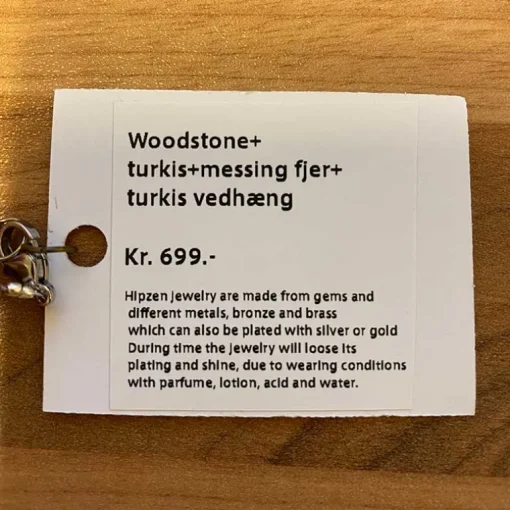 Woodstone+
turkis+messing fjer+
turkis vedhæng
Kr. 699.-
Hipzen jewelry are made from gems and
different metals, bronze and brass
which can also be plated with silver or gold
During time the jewelry will loose its
plating and shine, due to wearing conditions
with parfume, lotion, acid and water.